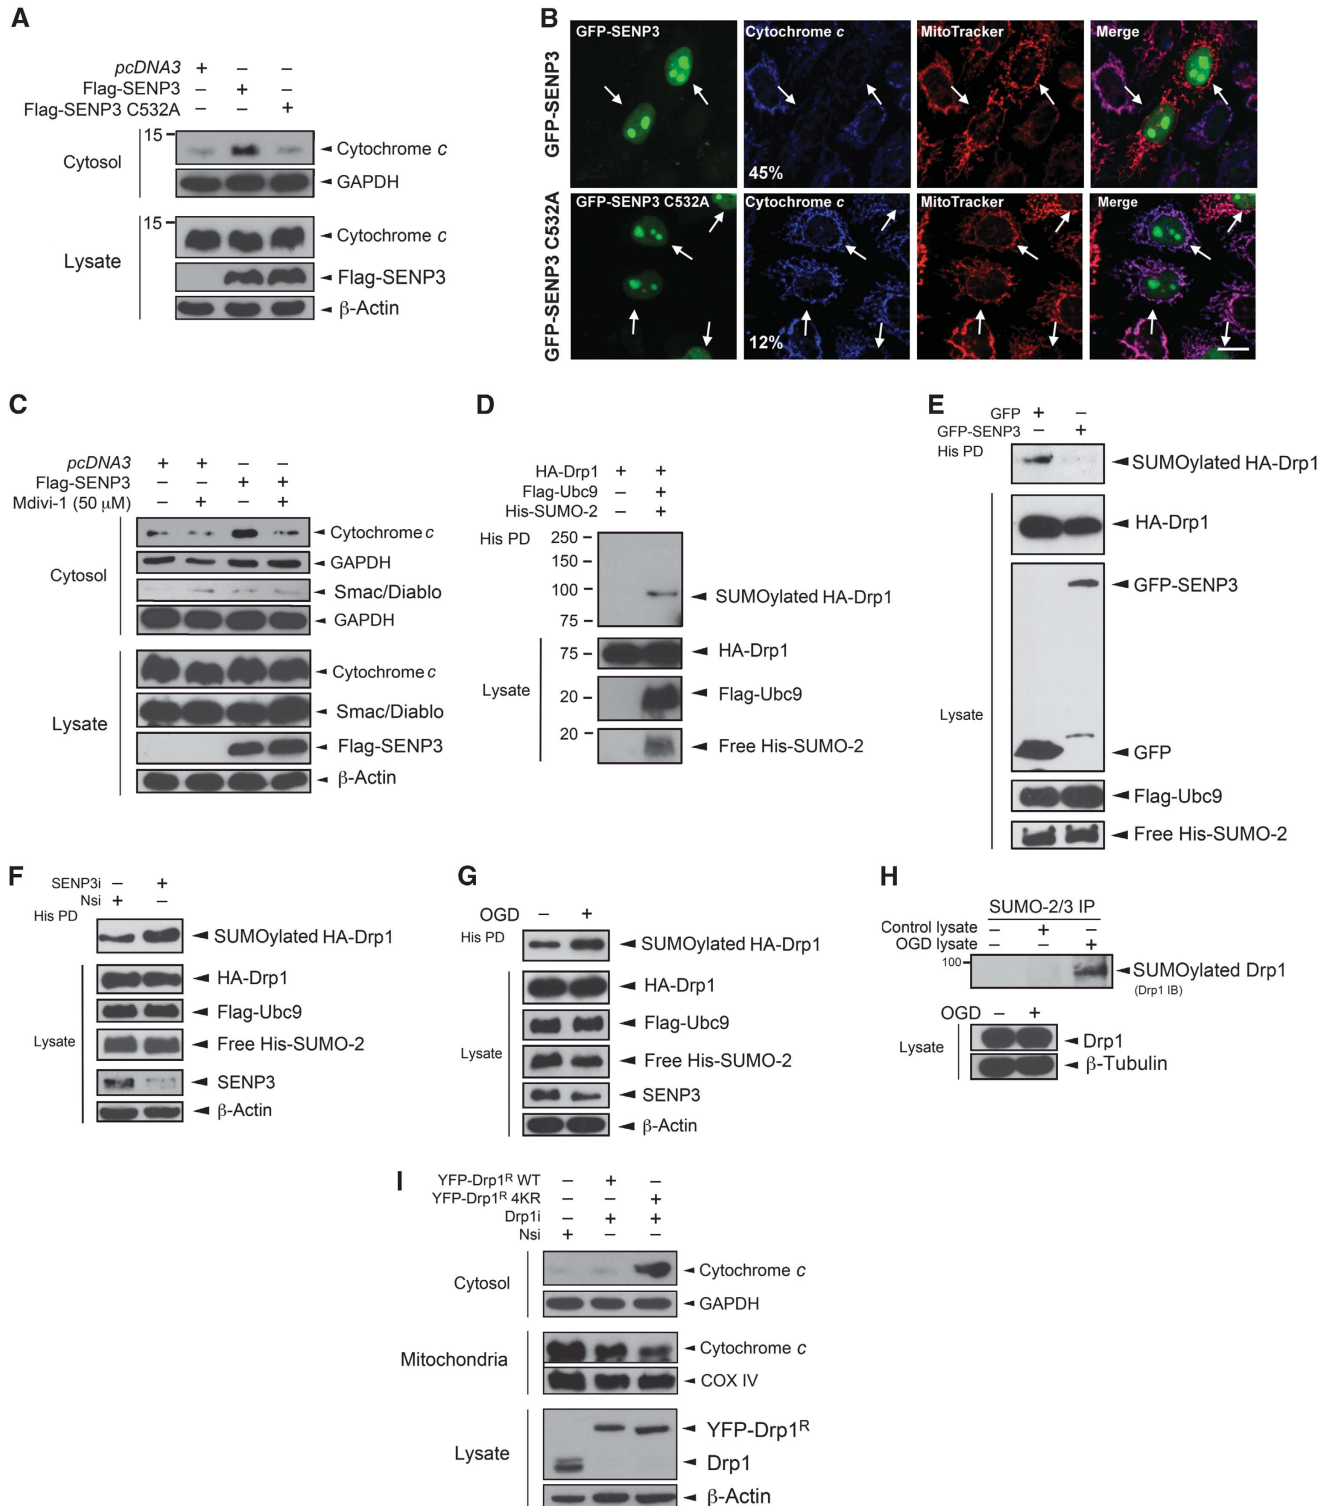 A
pcDNA3 + – –
Flag-SENP3 – + –
Flag-SENP3 C532A – – +
15
Cytosol
Cytochrome c
GAPDH
15
Lysate
Cytochrome c
Flag-SENP3
β-Actin
B
GFP-SENP3
GFP-SENP3
Cytochrome c
MitoTracker
Merge
45%
GFP-SENP3 C532A
GFP-SENP3 C532A
Cytochrome c
MitoTracker
Merge
12%
C
pcDNA3 + + – –
Flag-SENP3 – – + +
Mdivi-1 (50 μM) – + – +
Cytosol
Cytochrome c
GAPDH
Smac/Diablo
GAPDH
Lysate
Cytochrome c
Smac/Diablo
Flag-SENP3
β-Actin
D
HA-Drp1 + +
Flag-Ubc9 – +
His-SUMO-2 – +
His PD
250
150
100
75
SUMOylated HA-Drp1
Lysate
75
HA-Drp1
20
Flag-Ubc9
20
Free His-SUMO-2
E
GFP + –
GFP-SENP3 – +
His PD
SUMOylated HA-Drp1
Lysate
HA-Drp1
GFP-SENP3
GFP
Flag-Ubc9
Free His-SUMO-2
F
SENP3i – +
Nsi + –
His PD
SUMOylated HA-Drp1
Lysate
HA-Drp1
Flag-Ubc9
Free His-SUMO-2
SENP3
β-Actin
G
OGD – +
His PD
SUMOylated HA-Drp1
Lysate
HA-Drp1
Flag-Ubc9
Free His-SUMO-2
SENP3
β-Actin
H
SUMO-2/3 IP
Control lysate – + –
OGD lysate – – +
100
SUMOylated Drp1
(Drp1 IB)
OGD – +
Lysate
Drp1
β-Tubulin
I
YFP-Drp1R WT – + –
YFP-Drp1R 4KR – – +
Drp1i – + +
Nsi + – –
Cytosol
Cytochrome c
GAPDH
Mitochondria
Cytochrome c
COX IV
Lysate
YFP-Drp1R
Drp1
β-Actin